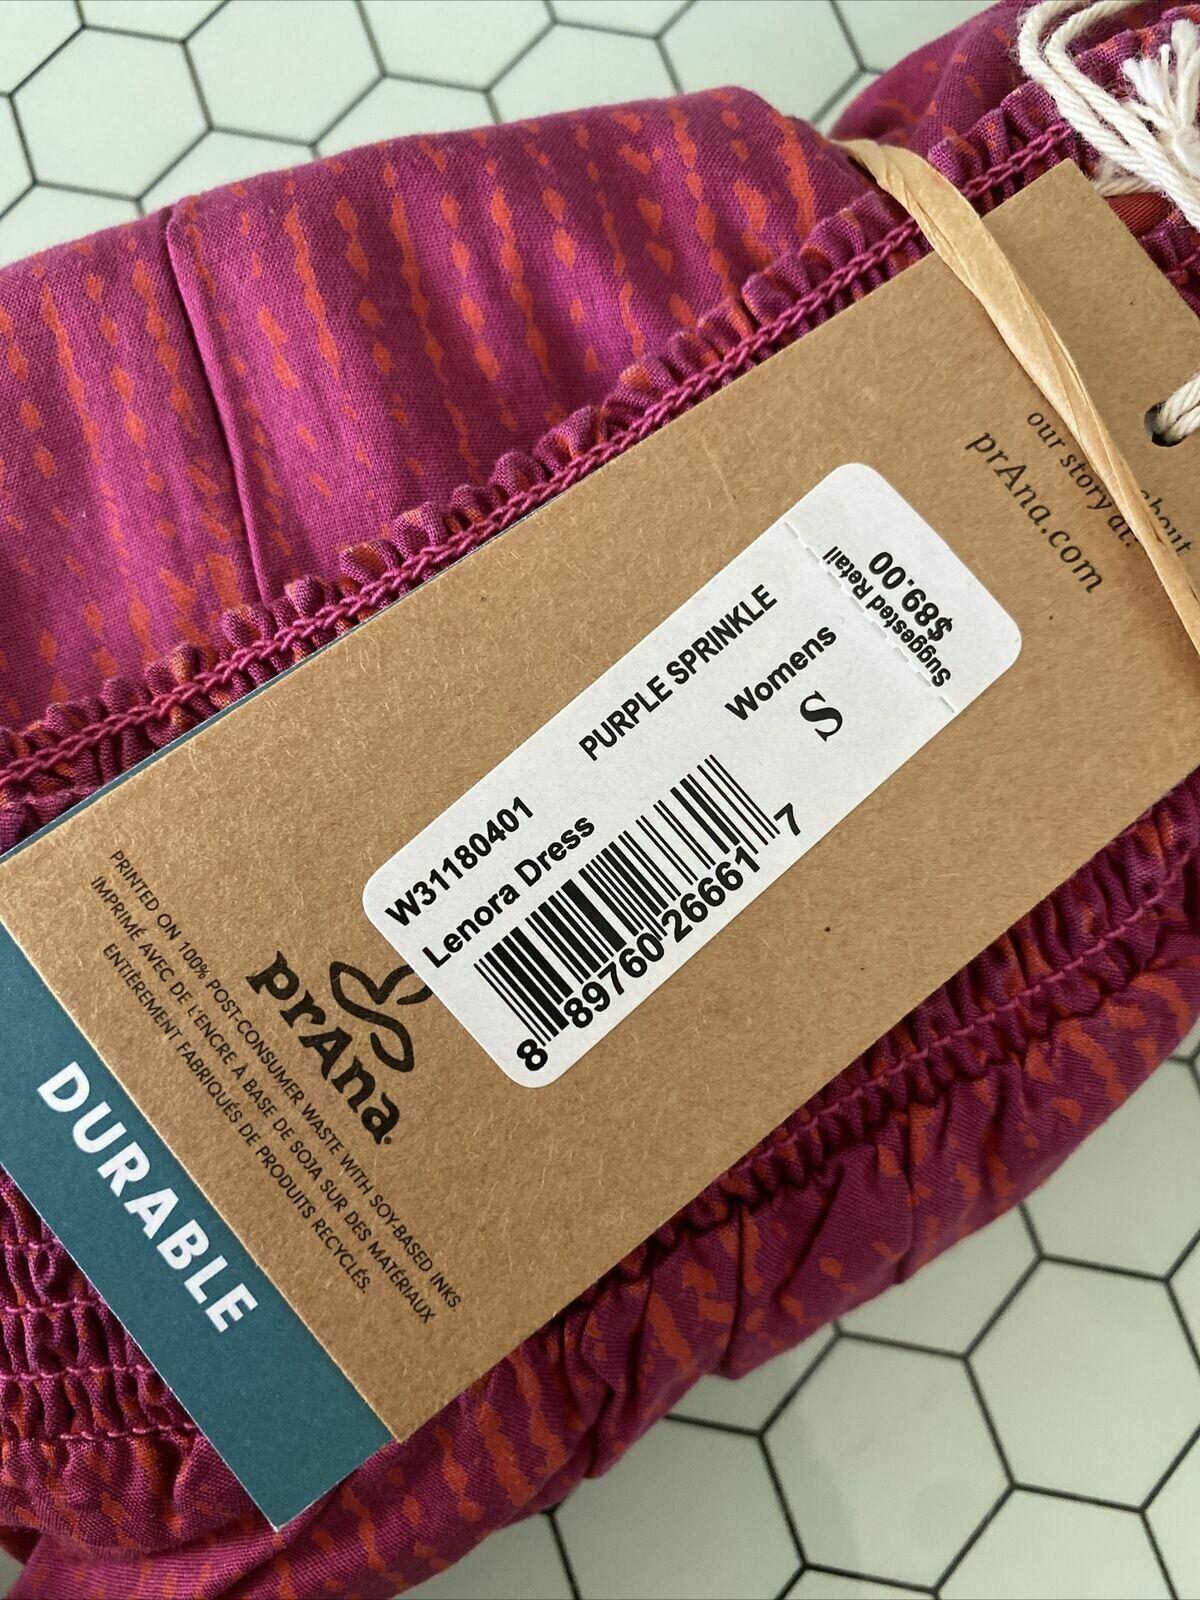 about
our story at:
prAna.com
Suggested Retail
$89.00
W31180401
PURPLE SPRINKLE
Lenora Dress
Womens
S
8 89760 26661 7
prAna
PRINTED ON 100% POST-CONSUMER WASTE WITH SOY-BASED INKS.
IMPRIMÉ AVEC DE L'ENCRE À BASE DE SOJA SUR DES MATÉRIAUX
ENTIÈREMENT FABRIQUÉS DE PRODUITS RECYCLÉS.
DURABLE